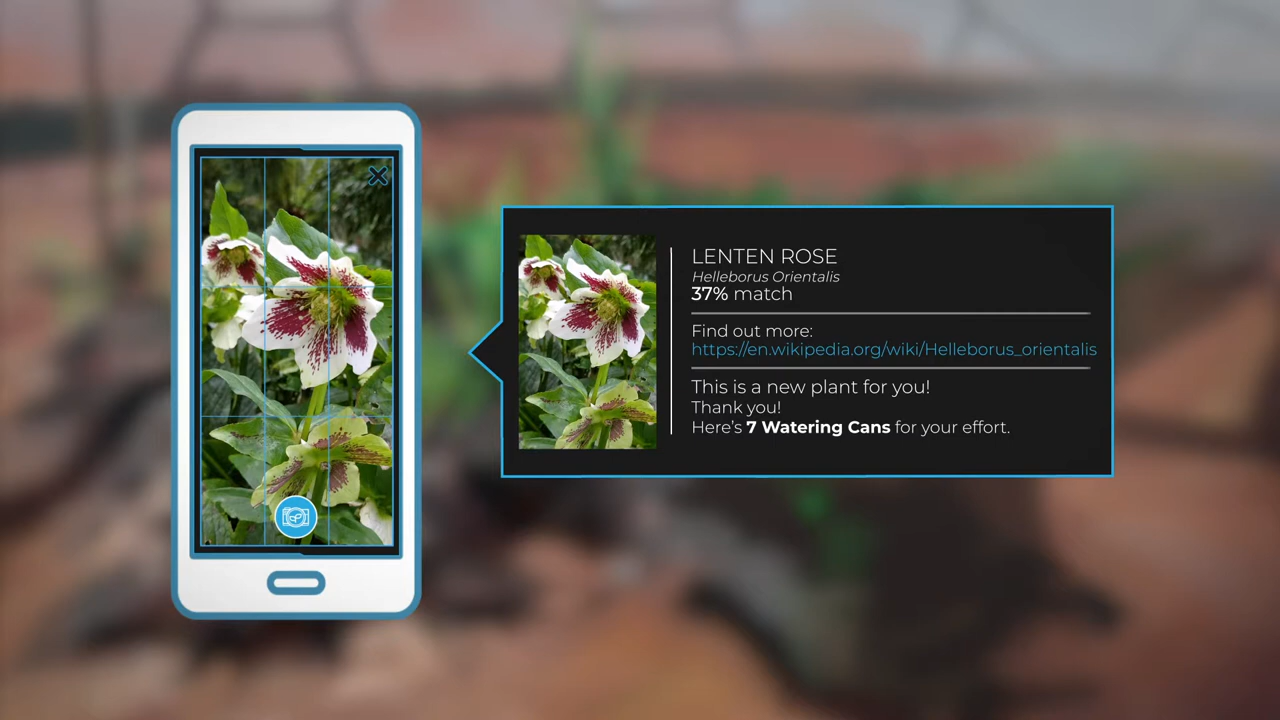 LENTEN ROSE
Helleborus Orientalis
37% match
Find out more:
https://en.wikipedia.org/wiki/Helleborus_orientalis
This is a new plant for you!
Thank you!
Here's 7 Watering Cans for your effort.